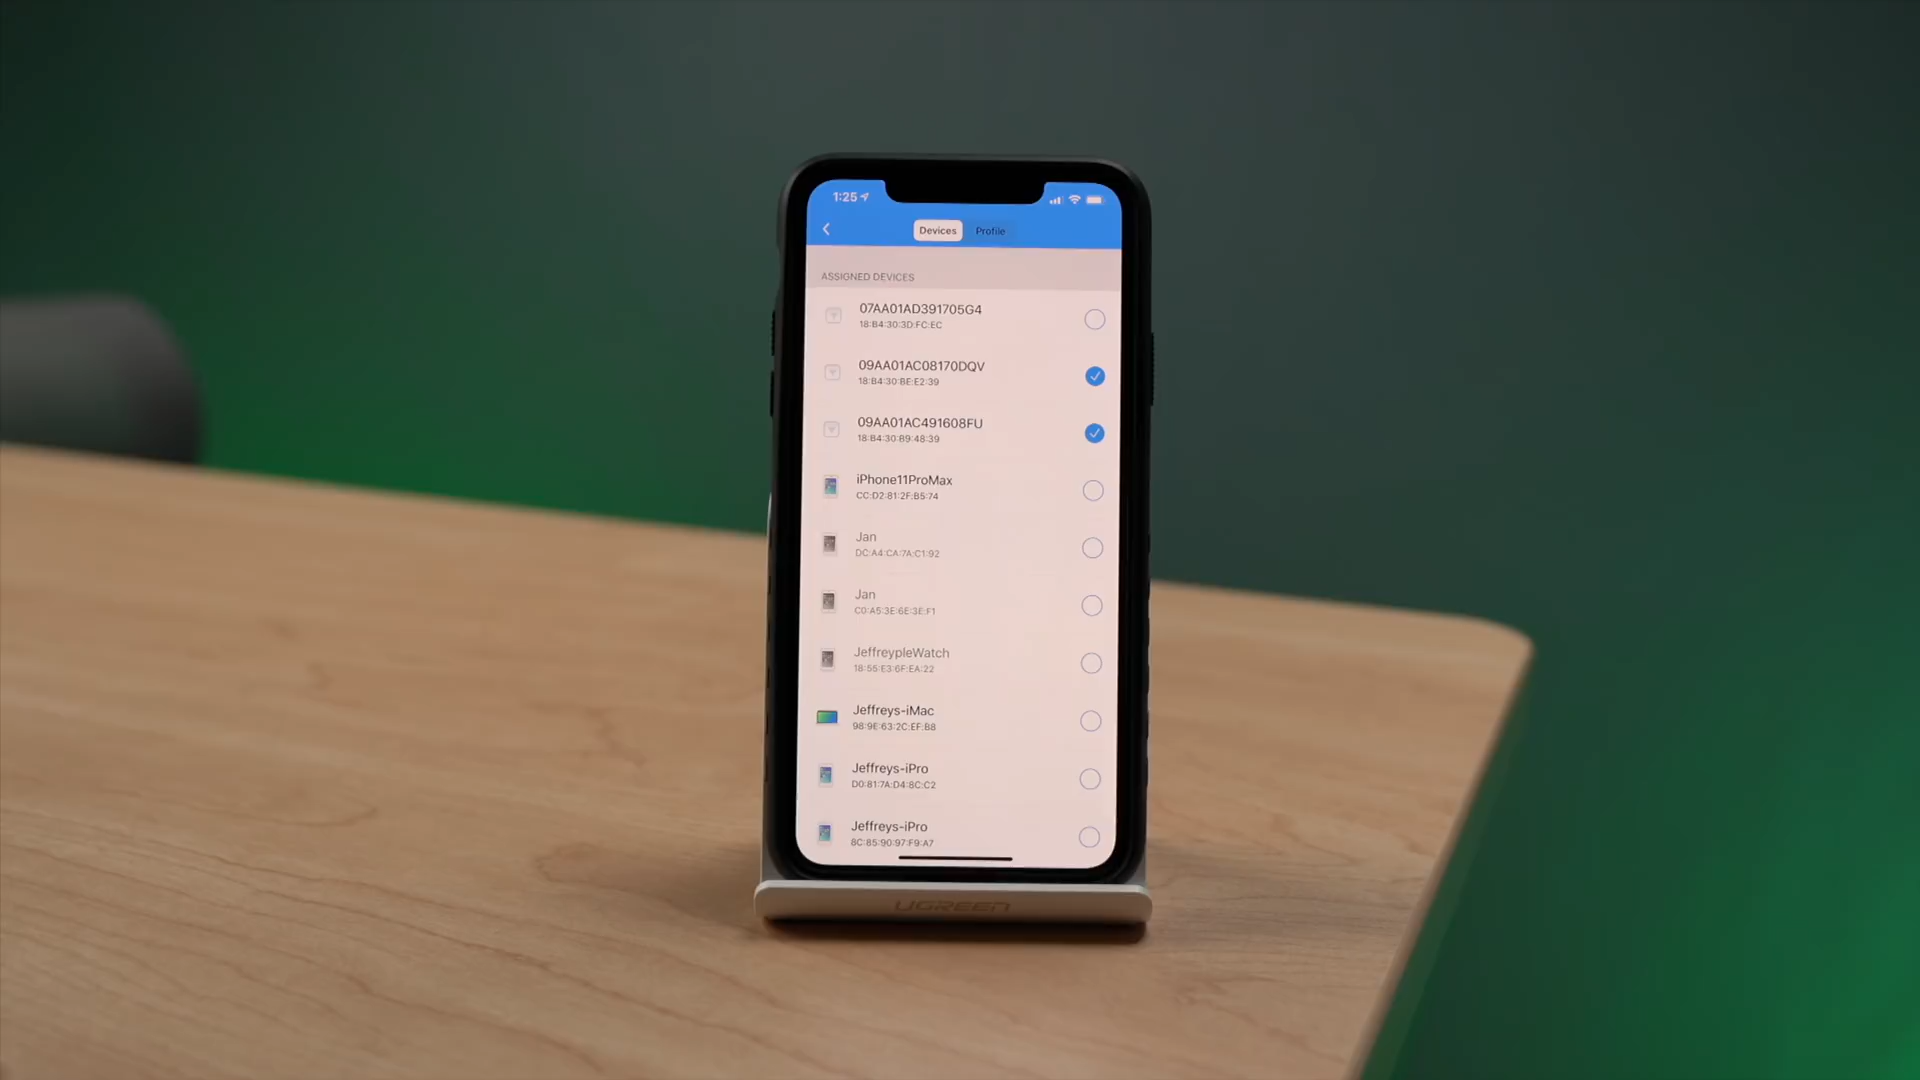 1:25
Devices Profile
ASSIGNED DEVICES
07AA01AD391705G4
18:B4:30:3D:FC:EC
09AA01AC08170DQV
18:B4:30:BE:E2:39
09AA01AC491608FU
18:B4:30:B9:48:39
iPhone11ProMax
CC:D2:81:2F:B5:74
Jan
DC:A4:CA:7A:C1:92
Jan
C0:A5:3E:6E:3E:F1
JeffreypleWatch
18:55:E3:6F:EA:22
Jeffreys-iMac
98:9E:63:2C:EF:B8
Jeffreys-iPro
D0:81:7A:D4:8C:C2
Jeffreys-iPro
8C:85:90:97:F9:A7
UGREEN